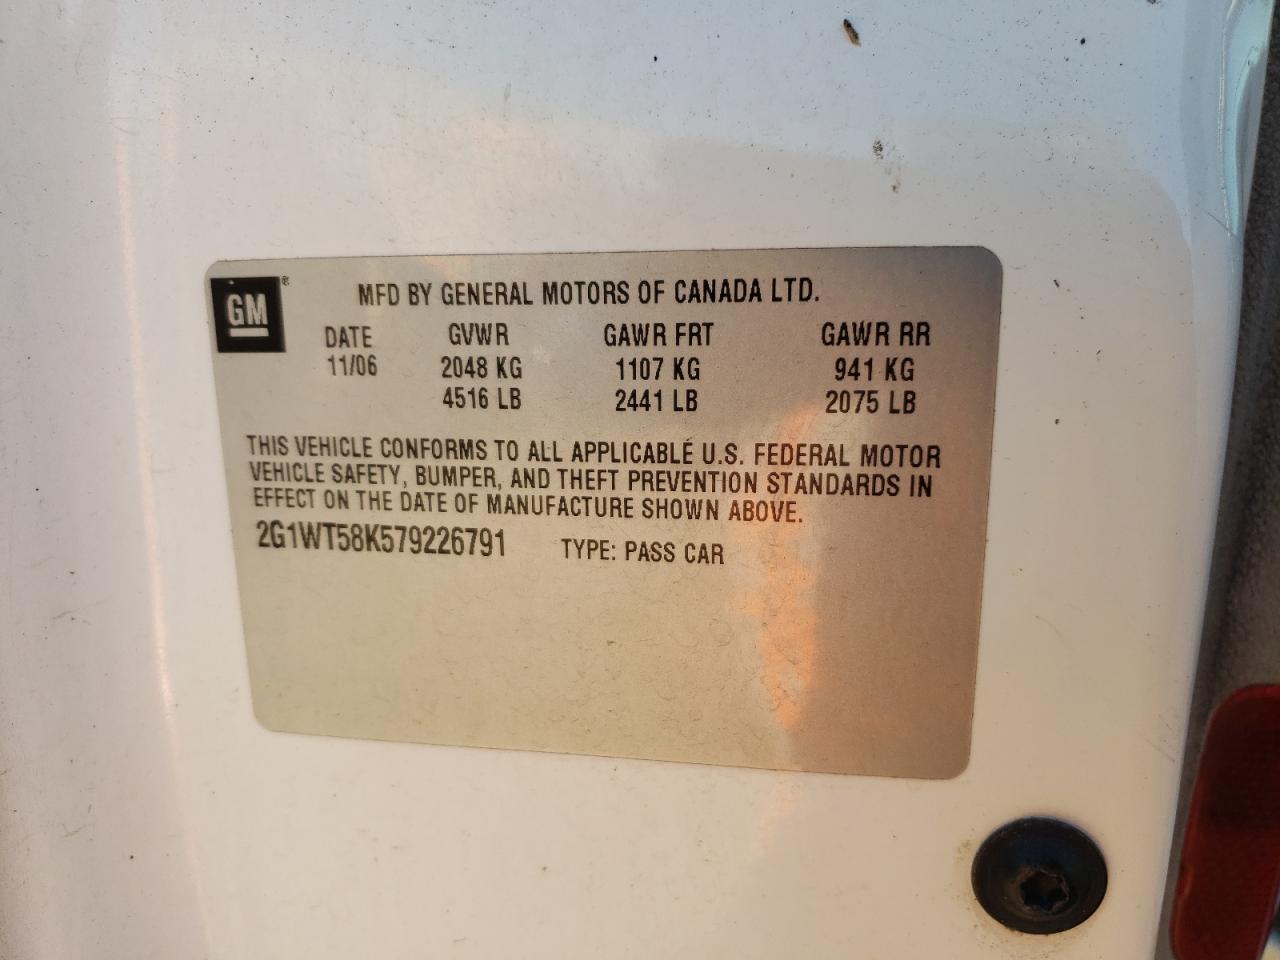 GM®
MFD BY GENERAL MOTORS OF CANADA LTD.
DATE GVWR GAWR FRT GAWR RR
11/06 2048 KG 1107 KG 941 KG
4516 LB 2441 LB 2075 LB
THIS VEHICLE CONFORMS TO ALL APPLICABLE U.S. FEDERAL MOTOR
VEHICLE SAFETY, BUMPER, AND THEFT PREVENTION STANDARDS IN
EFFECT ON THE DATE OF MANUFACTURE SHOWN ABOVE.
2G1WT58K579226791 TYPE: PASS CAR